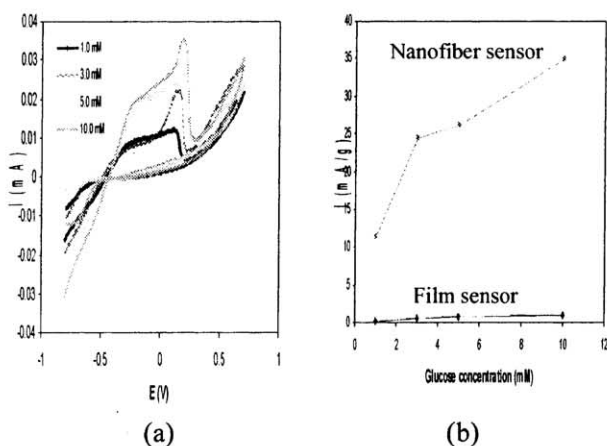 0.04
0.03
0.02
0.01
0
-0.01
-0.02
-0.03
-0.04
I (mA)
1.0 mM
3.0 mM
5.0 mM
10.0 mM
-1
-0.5
0
0.5
1
E (V)
(a)
40
35
30
25
20
15
10
5
0
I (mA/g)
Nanofiber sensor
Film sensor
0
2
4
6
8
10
12
Glucose concentration (mM)
(b)